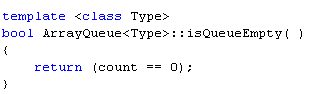 template <class Type>
bool ArrayQueue<Type>::isQueueEmpty( )
{
    return (count == 0);
}